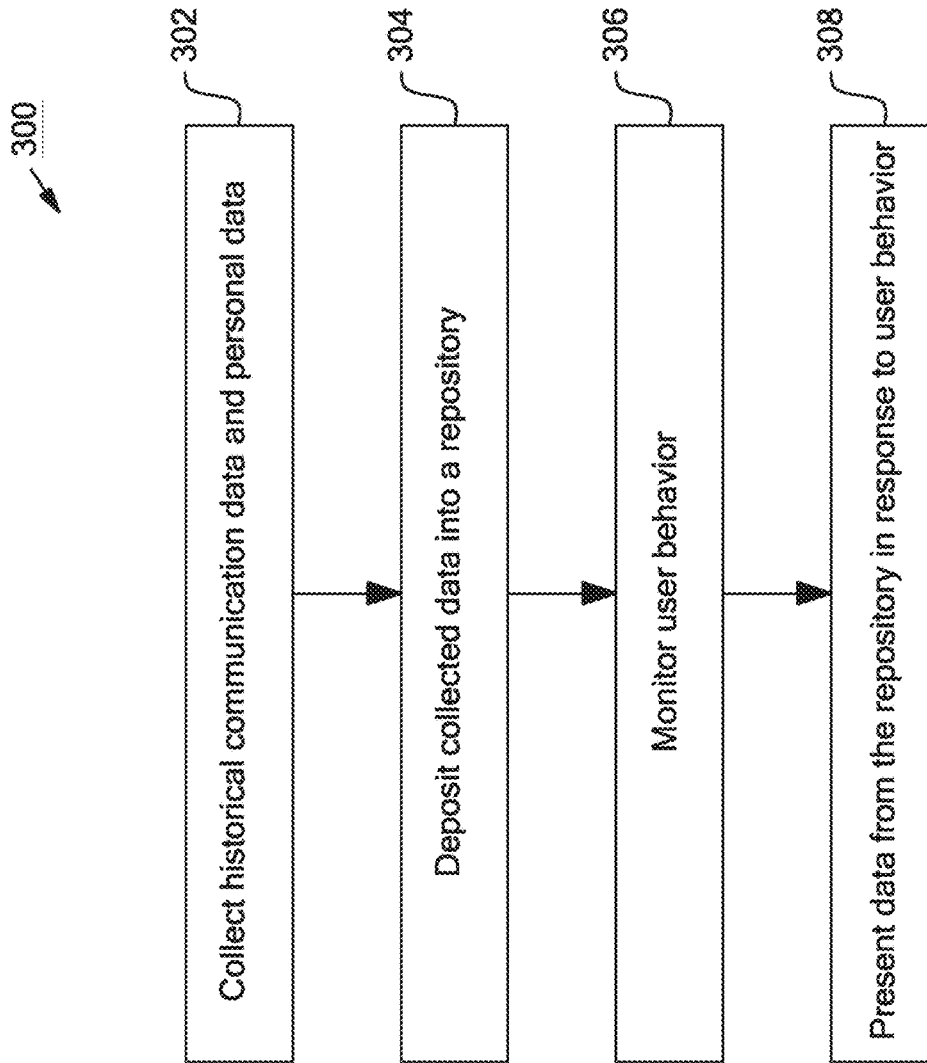 300
302
Collect historical communication data and personal data
304
Deposit collected data into a repository
306
Monitor user behavior
308
Present data from the repository in response to user behavior